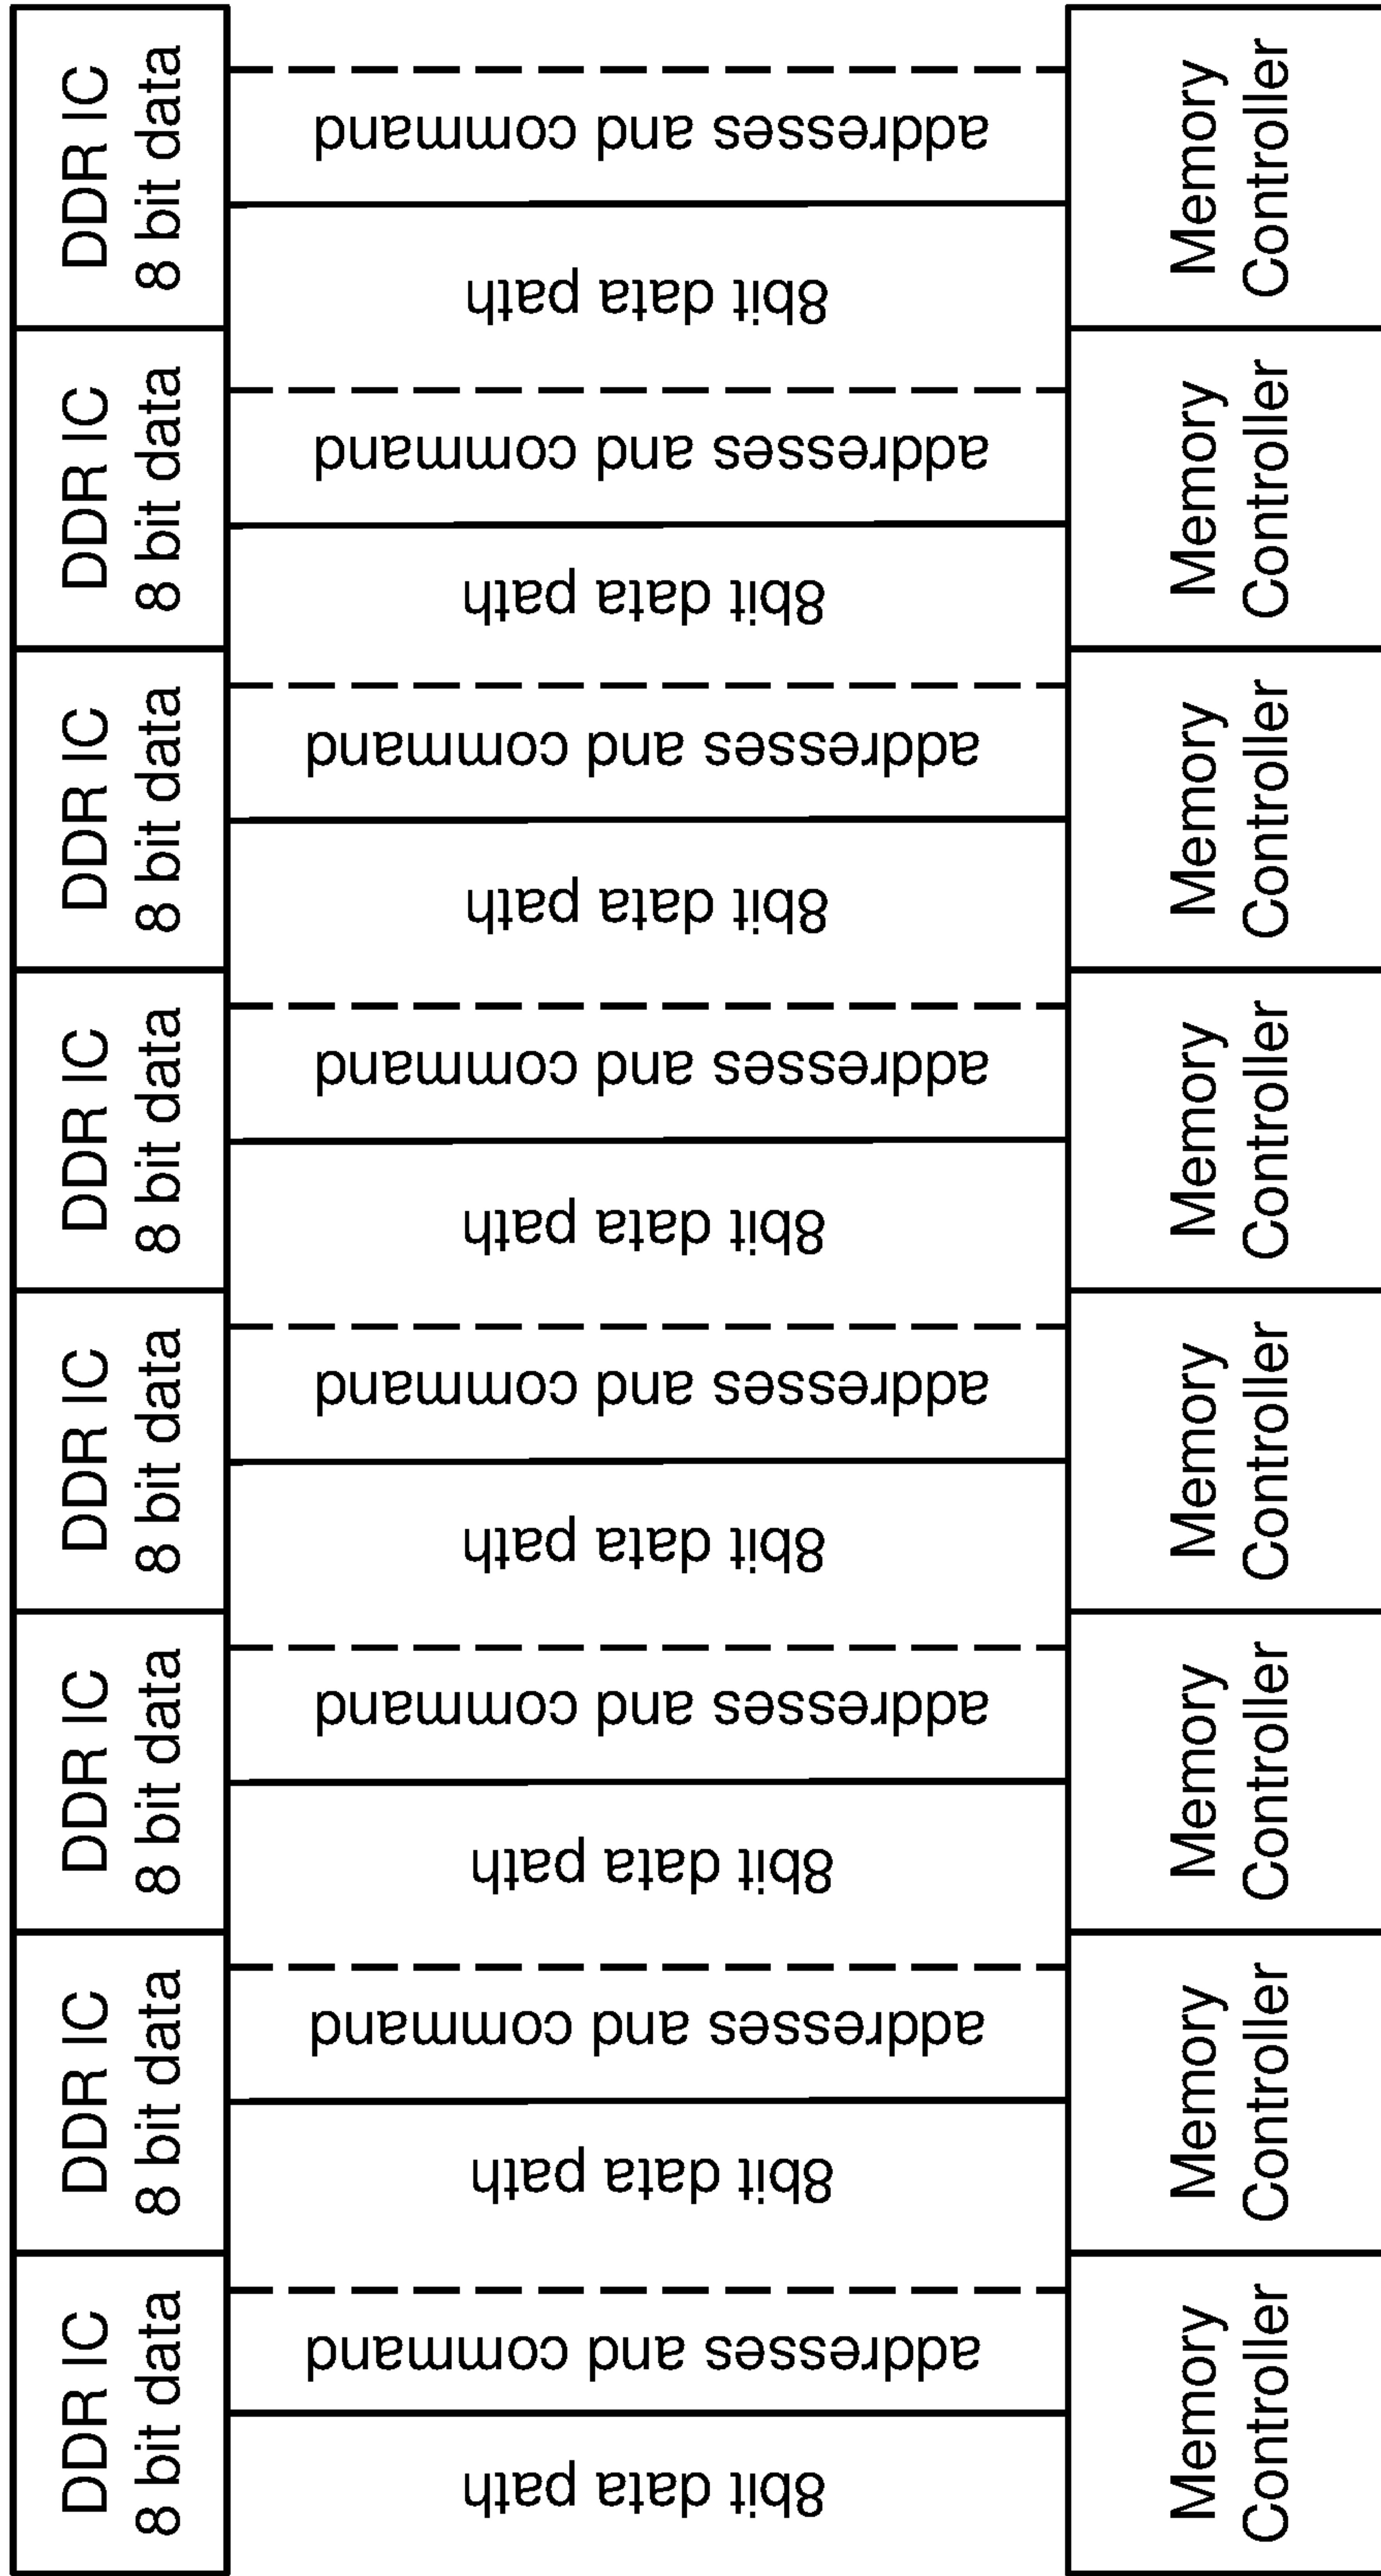 DDR IC
8 bit data
DDR IC
8 bit data
DDR IC
8 bit data
DDR IC
8 bit data
DDR IC
8 bit data
DDR IC
8 bit data
DDR IC
8 bit data
DDR IC
8 bit data
8bit data path
addresses and command
8bit data path
addresses and command
8bit data path
addresses and command
8bit data path
addresses and command
8bit data path
addresses and command
8bit data path
addresses and command
8bit data path
addresses and command
8bit data path
addresses and command
Memory
Controller
Memory
Controller
Memory
Controller
Memory
Controller
Memory
Controller
Memory
Controller
Memory
Controller
Memory
Controller